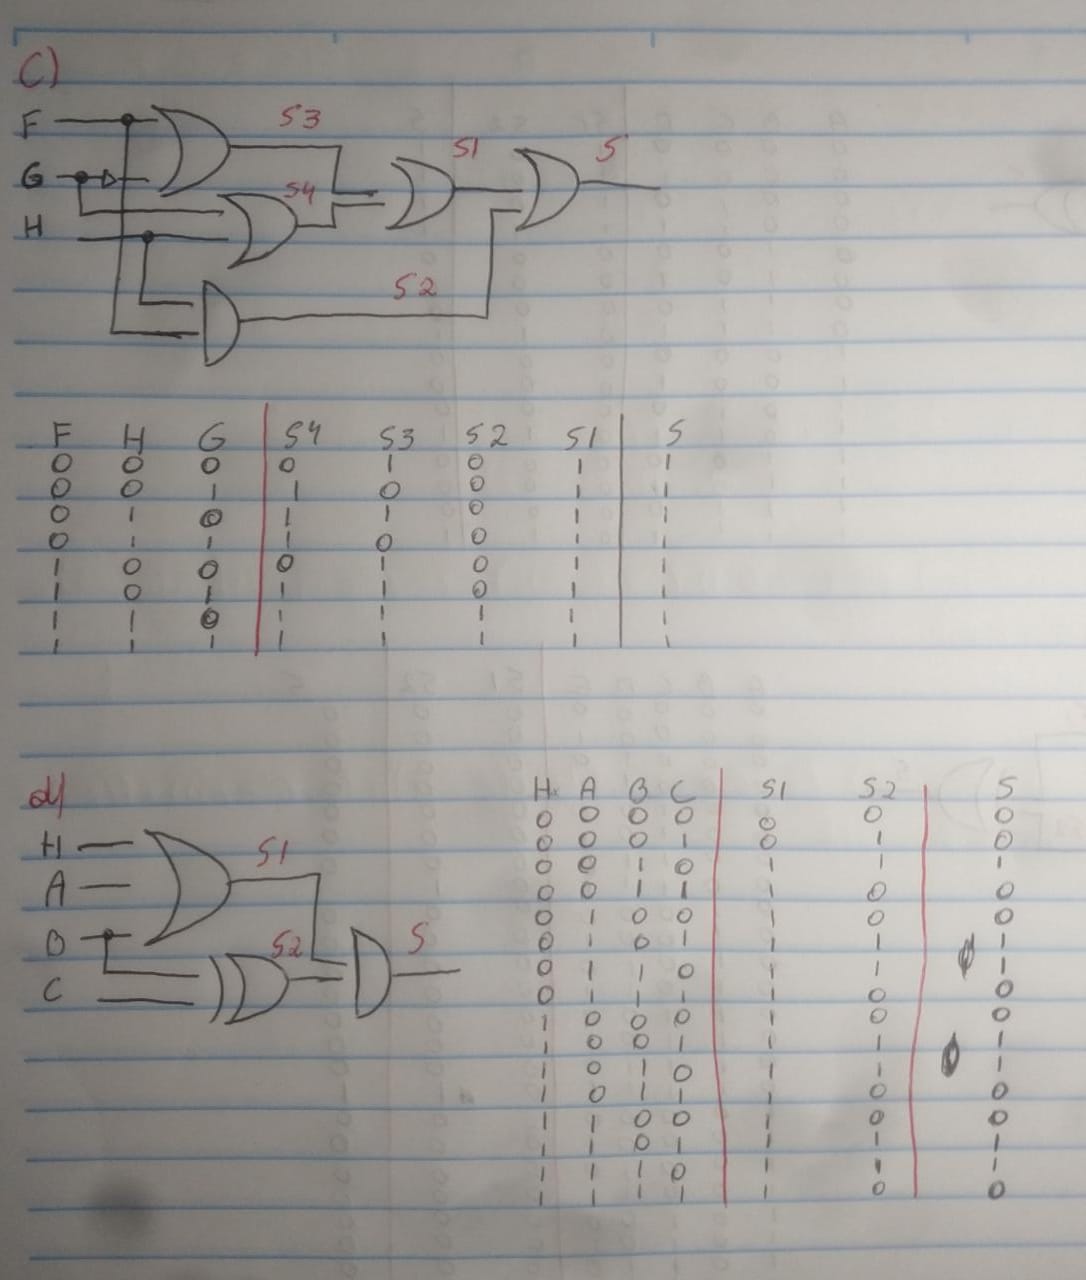 C)
F S3
S1 S
G S4
H
S2
F H G S4 S3 S2 S1 S
0 0 0 0 1 0 1 1
0 0 1 1 0 0 1 1
0 1 0 1 1 0 1 1
0 1 1 1 0 0 1 1
1 0 0 0 1 0 1 1
1 0 1 1 1 0 1 1
1 1 0 1 1 1 1 1
1 1 1 1 1 1 1 1
d)
H S1
A
B S2 S
C
H A B C S1 S2 S
0 0 0 0 0 0 0
0 0 0 1 0 1 0
0 0 1 0 1 1 1
0 0 1 1 1 0 0
0 1 0 0 1 0 0
0 1 0 1 1 1 1
0 1 1 0 1 1 1
0 1 1 1 1 0 0
1 0 0 0 1 0 0
1 0 0 1 1 1 1
1 0 1 0 1 1 1
1 0 1 1 1 0 0
1 1 0 0 1 0 0
1 1 0 1 1 1 1
1 1 1 0 1 1 1
1 1 1 1 1 0 0